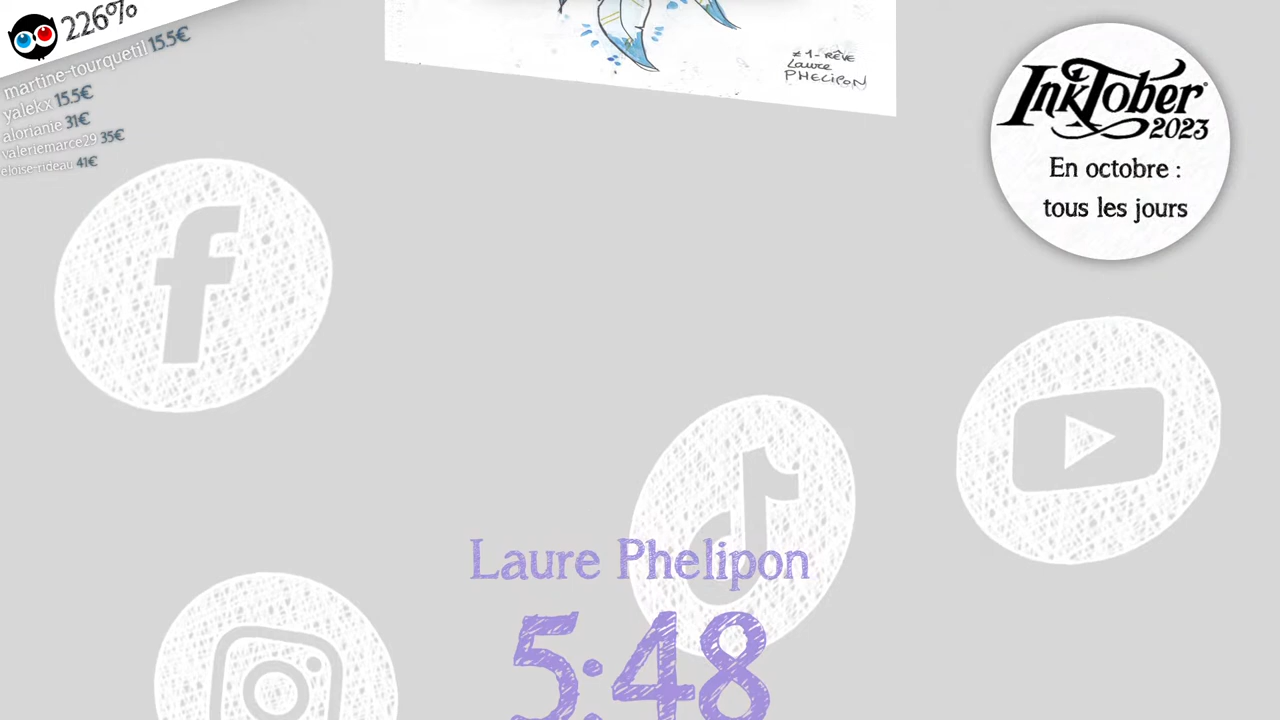 226%
martine-tourquetil 15.5€
yalekx 15.5€
alorianie 31€
valeriemarce29 35€
eloise-rideau 41€
# 1 - RÊVE
Laure
PHELIPON
InkTober
2023
En octobre :
tous les jours
Laure Phelipon
5:48